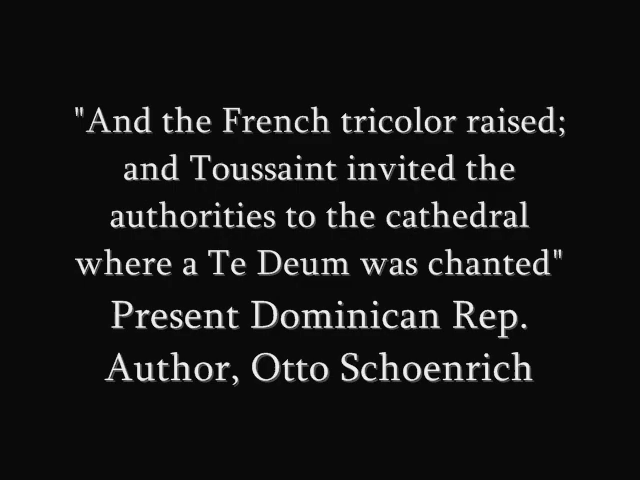 "And the French tricolor raised;
and Toussaint invited the
authorities to the cathedral
where a Te Deum was chanted"
Present Dominican Rep.
Author, Otto Schoenrich